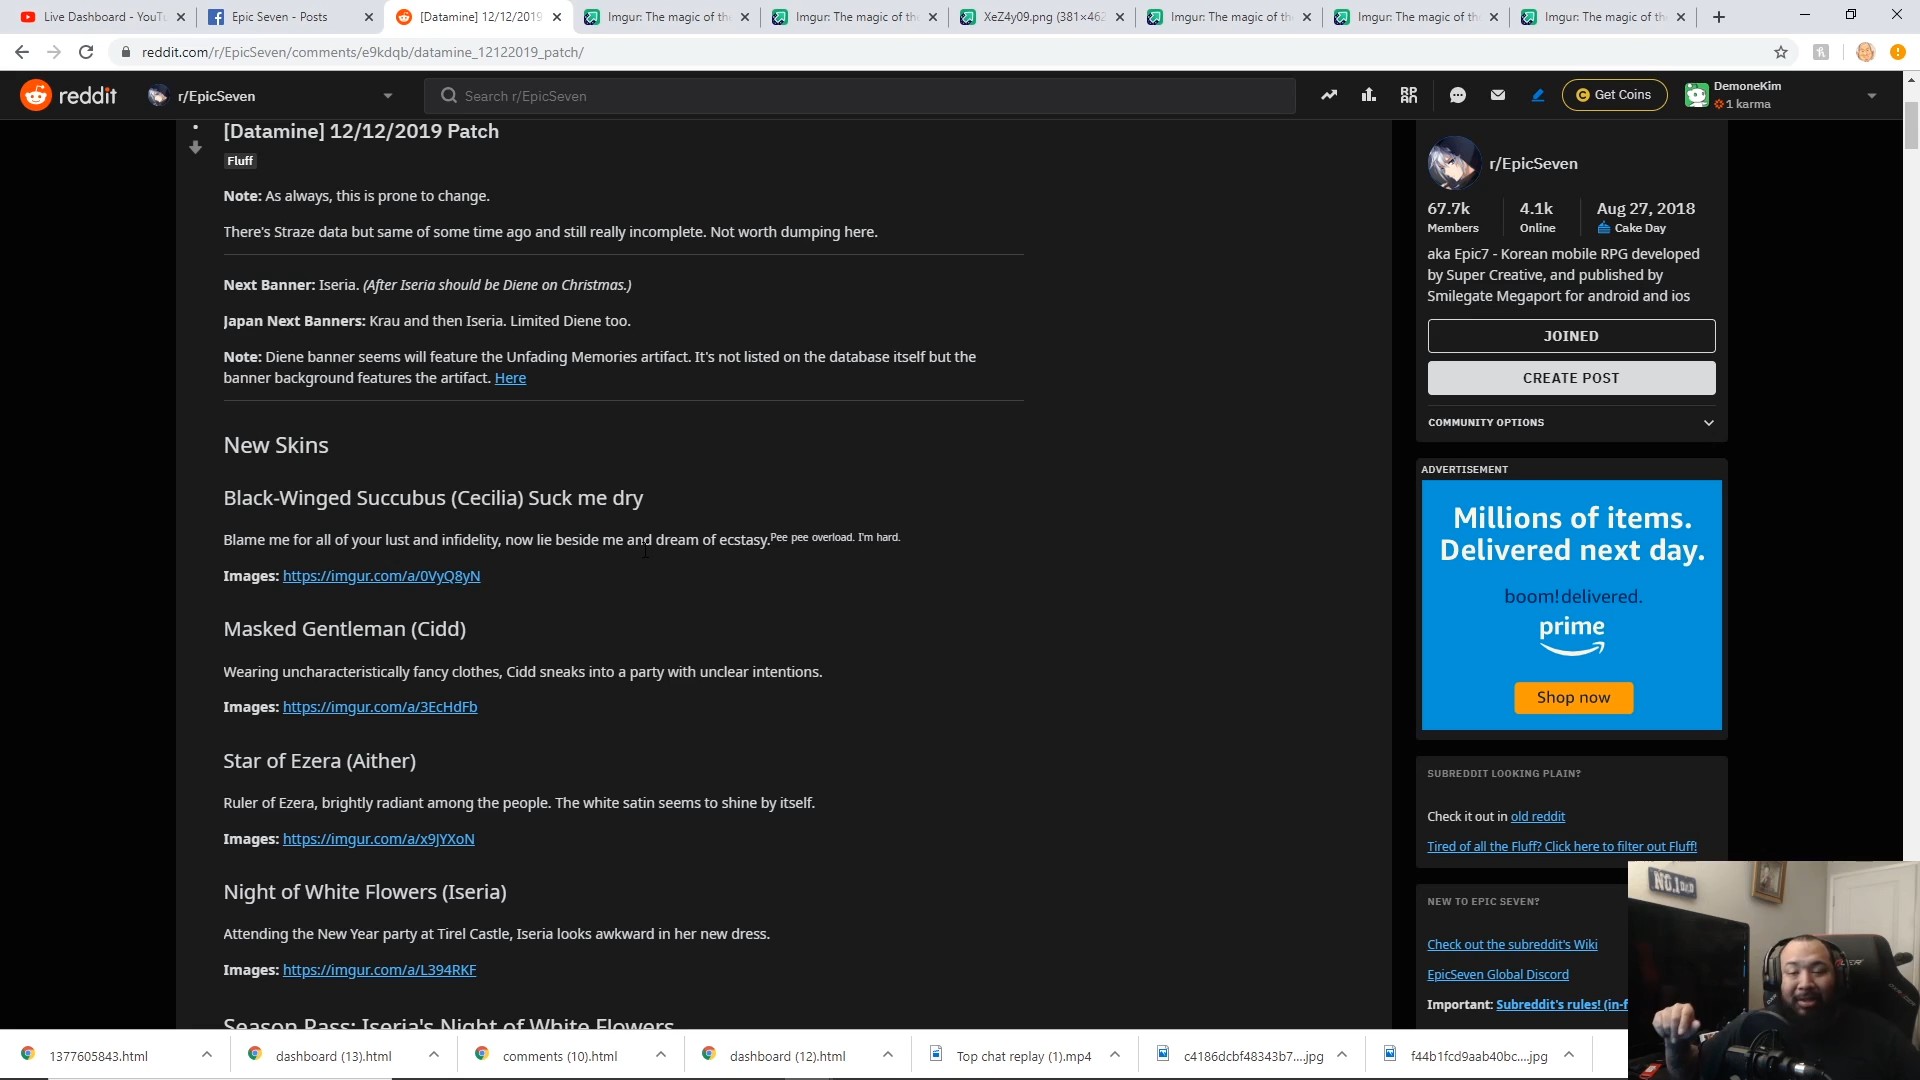 Live Dashboard - YouTu
Epic Seven - Posts
[Datamine] 12/12/2019
Imgur: The magic of th
Imgur: The magic of th
XeZ4y09.png (381×462
Imgur: The magic of th
Imgur: The magic of th
Imgur: The magic of th
reddit.com/r/EpicSeven/comments/e9kdqb/datamine_12122019_patch/
reddit
r/EpicSeven
Search r/EpicSeven
Get Coins
DemoneKim
1 karma
[Datamine] 12/12/2019 Patch
Fluff
Note: As always, this is prone to change.
There's Straze data but same of some time ago and still really incomplete. Not worth dumping here.
Next Banner: Iseria. (After Iseria should be Diene on Christmas.)
Japan Next Banners: Krau and then Iseria. Limited Diene too.
Note: Diene banner seems will feature the Unfading Memories artifact. It's not listed on the database itself but the
banner background features the artifact. Here
New Skins
Black-Winged Succubus (Cecilia) Suck me dry
Blame me for all of your lust and infidelity, now lie beside me and dream of ecstasy.Pee pee overload. I'm hard.
Images: https://imgur.com/a/0VyQ8yN
Masked Gentleman (Cidd)
Wearing uncharacteristically fancy clothes, Cidd sneaks into a party with unclear intentions.
Images: https://imgur.com/a/3EcHdFb
Star of Ezera (Aither)
Ruler of Ezera, brightly radiant among the people. The white satin seems to shine by itself.
Images: https://imgur.com/a/x9JYXoN
Night of White Flowers (Iseria)
Attending the New Year party at Tirel Castle, Iseria looks awkward in her new dress.
Images: https://imgur.com/a/L394RKF
Season Pass: Iseria's Night of White Flowers
r/EpicSeven
67.7k
Members
4.1k
Online
Aug 27, 2018
Cake Day
aka Epic7 - Korean mobile RPG developed
by Super Creative, and published by
Smilegate Megaport for android and ios
JOINED
CREATE POST
COMMUNITY OPTIONS
ADVERTISEMENT
Millions of items.
Delivered next day.
boom!delivered.
prime
Shop now
SUBREDDIT LOOKING PLAIN?
Check it out in old reddit
Tired of all the Fluff? Click here to filter out Fluff!
NEW TO EPIC SEVEN?
Check out the subreddit's Wiki
EpicSeven Global Discord
Important: Subreddit's rules! (in-f
NO.1
1377605843.html
dashboard (13).html
comments (10).html
dashboard (12).html
Top chat replay (1).mp4
c4186dcbf48343b7....jpg
f44b1fcd9aab40bc....jpg